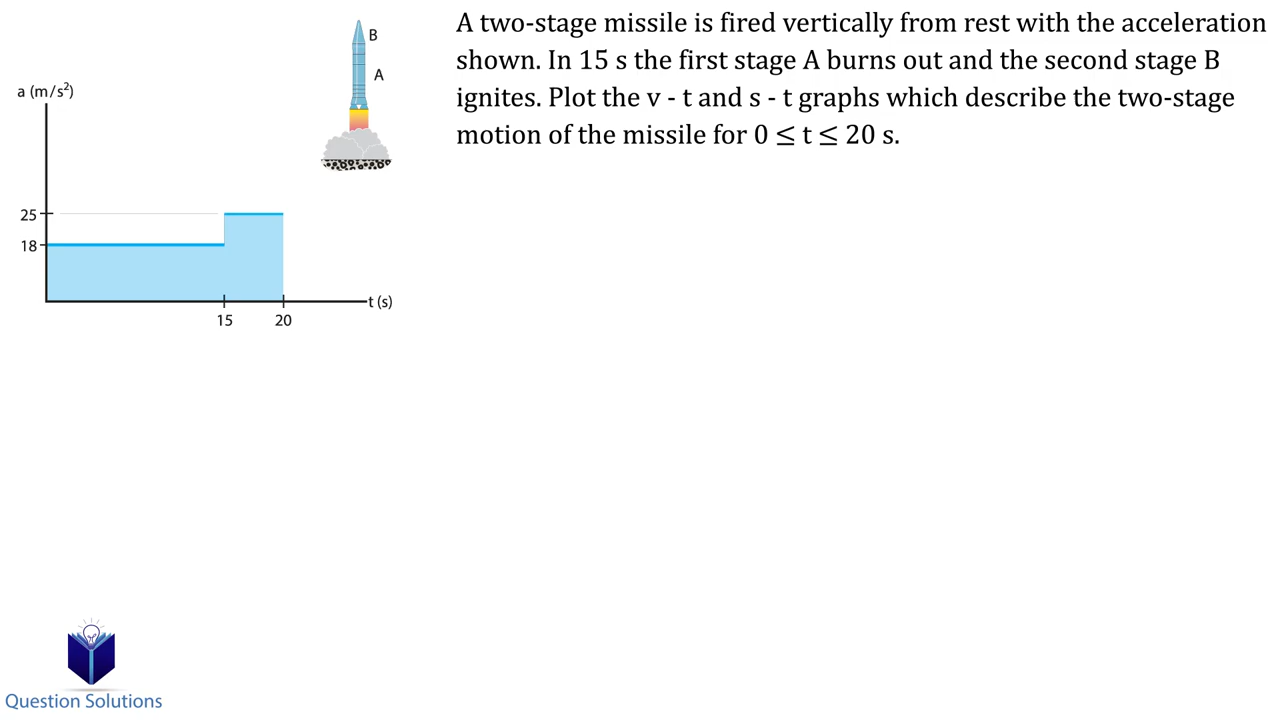 A two-stage missile is fired vertically from rest with the acceleration
shown. In 15 s the first stage A burns out and the second stage B
ignites. Plot the v - t and s - t graphs which describe the two-stage
motion of the missile for 0 ≤ t ≤ 20 s.
B
A
a (m/s²)
25
18
t (s)
15 20
Question Solutions